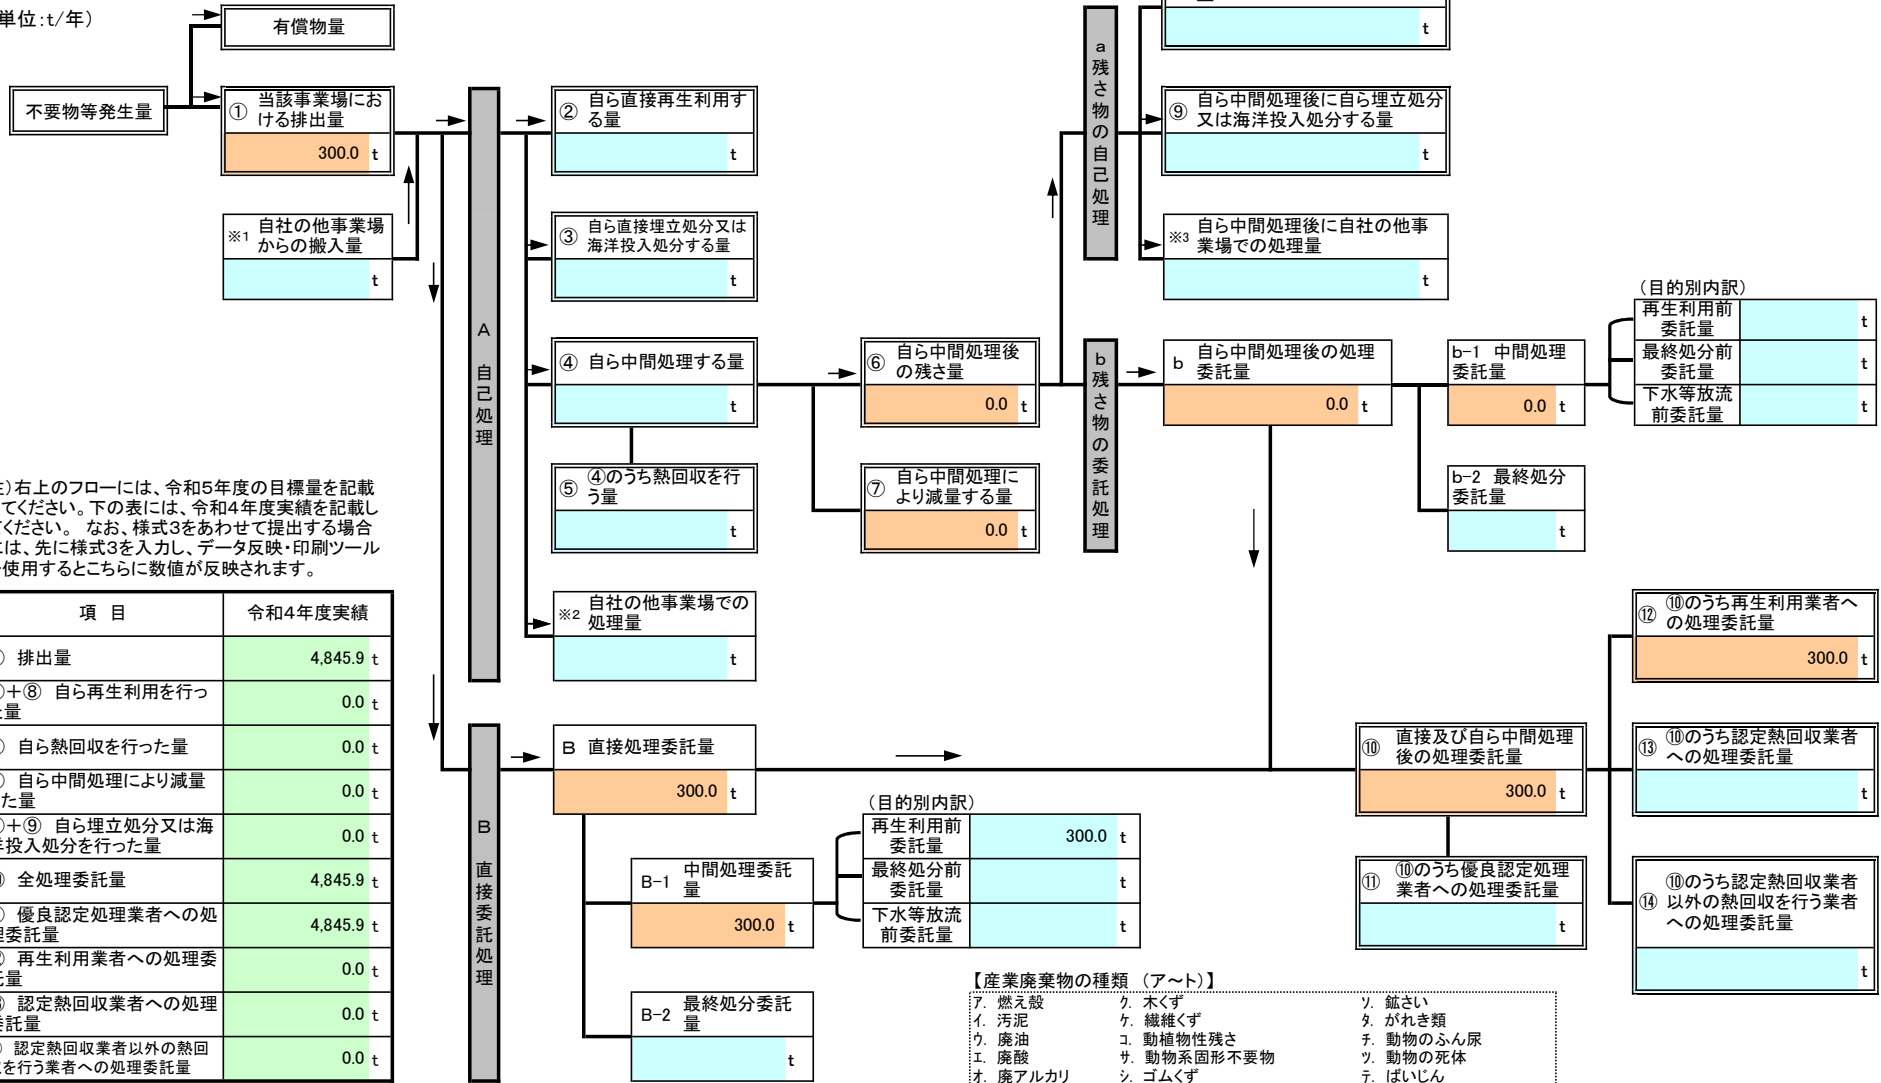 単位:t/年)
有償物量
不要物等発生量
① 当該事業場にお
ける排出量
300.0 t
※1 自社の他事業場
からの搬入量
t
A
自己処理
② 自ら直接再生利用す
る量
t
③ 自ら直接埋立処分又は
海洋投入処分する量
t
④ 自ら中間処理する量
t
⑤ ④のうち熱回収を行
う量
t
※2 自社の他事業場での
処理量
t
⑥ 自ら中間処理後
の残さ量
0.0 t
⑦ 自ら中間処理に
より減量する量
0.0 t
a
残さ物の自己処理
t
⑨ 自ら中間処理後に自ら埋立処分
又は海洋投入処分する量
t
※3 自ら中間処理後に自社の他事
業場での処理量
t
b
残さ物の委託処理
b 自ら中間処理後の処理
委託量
0.0 t
b-1 中間処理
委託量
0.0 t
b-2 最終処分
委託量
t
(目的別内訳)
再生利用前
委託量 t
最終処分前
委託量 t
下水等放流
前委託量 t
)右上のフローには、令和5年度の目標量を記載
てください。下の表には、令和4年度実績を記載し
ください。 なお、様式3をあわせて提出する場合
は、先に様式3を入力し、データ反映・印刷ツール
使用するとこちらに数値が反映されます。
項 目 令和4年度実績
排出量 4,845.9 t
+⑧ 自ら再生利用を行っ
量 0.0 t
自ら熱回収を行った量 0.0 t
自ら中間処理により減量
た量 0.0 t
+⑨ 自ら埋立処分又は海
投入処分を行った量 0.0 t
全処理委託量 4,845.9 t
優良認定処理業者への処
委託量 4,845.9 t
再生利用業者への処理委
量 0.0 t
認定熱回収業者への処理
託量 0.0 t
認定熱回収業者以外の熱回
を行う業者への処理委託量 0.0 t
B
直接委託処理
B 直接処理委託量
300.0 t
B-1 中間処理委託
量
300.0 t
B-2 最終処分委託
量
t
(目的別内訳)
再生利用前
委託量 300.0 t
最終処分前
委託量 t
下水等放流
前委託量 t
⑩ 直接及び自ら中間処理
後の処理委託量
300.0 t
⑪ ⑩のうち優良認定処理
業者への処理委託量
t
⑫ ⑩のうち再生利用業者へ
の処理委託量
300.0 t
⑬ ⑩のうち認定熱回収業者
への処理委託量
t
⑭ ⑩のうち認定熱回収業者
以外の熱回収を行う業者
への処理委託量
t
【産業廃棄物の種類 (ア~ト)】
ア. 燃え殻 ク. 木くず ソ. 鉱さい
イ. 汚泥 ケ. 繊維くず タ. がれき類
ウ. 廃油 コ. 動植物性残さ チ. 動物のふん尿
エ. 廃酸 サ. 動物系固形不要物 ツ. 動物の死体
オ. 廃アルカリ シ. ゴムくず テ. ばいじん